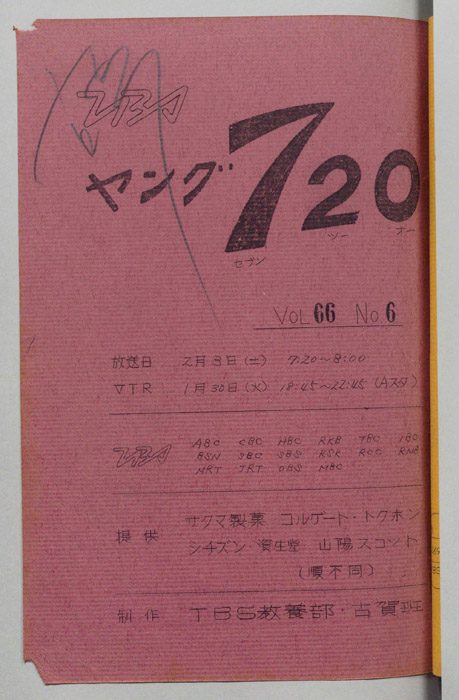 TBS
ヤング720
セブン ツー オー
VOL 66 No.6
放送日 2月3日(土) 7:20~8:00
VTR 1月30日(火) 18:45~22:45 (Aスタ)
TBS ABC CBC HBC RKB TBC IBC
BSN SBC SBS RSK RCC RNB
NRT JRT OBS MBC
提供 サクマ製菓 コルゲート・トクホン
シチズン・資生堂 山陽スコット
(順不同)
制作 TBS教養部・古賀班